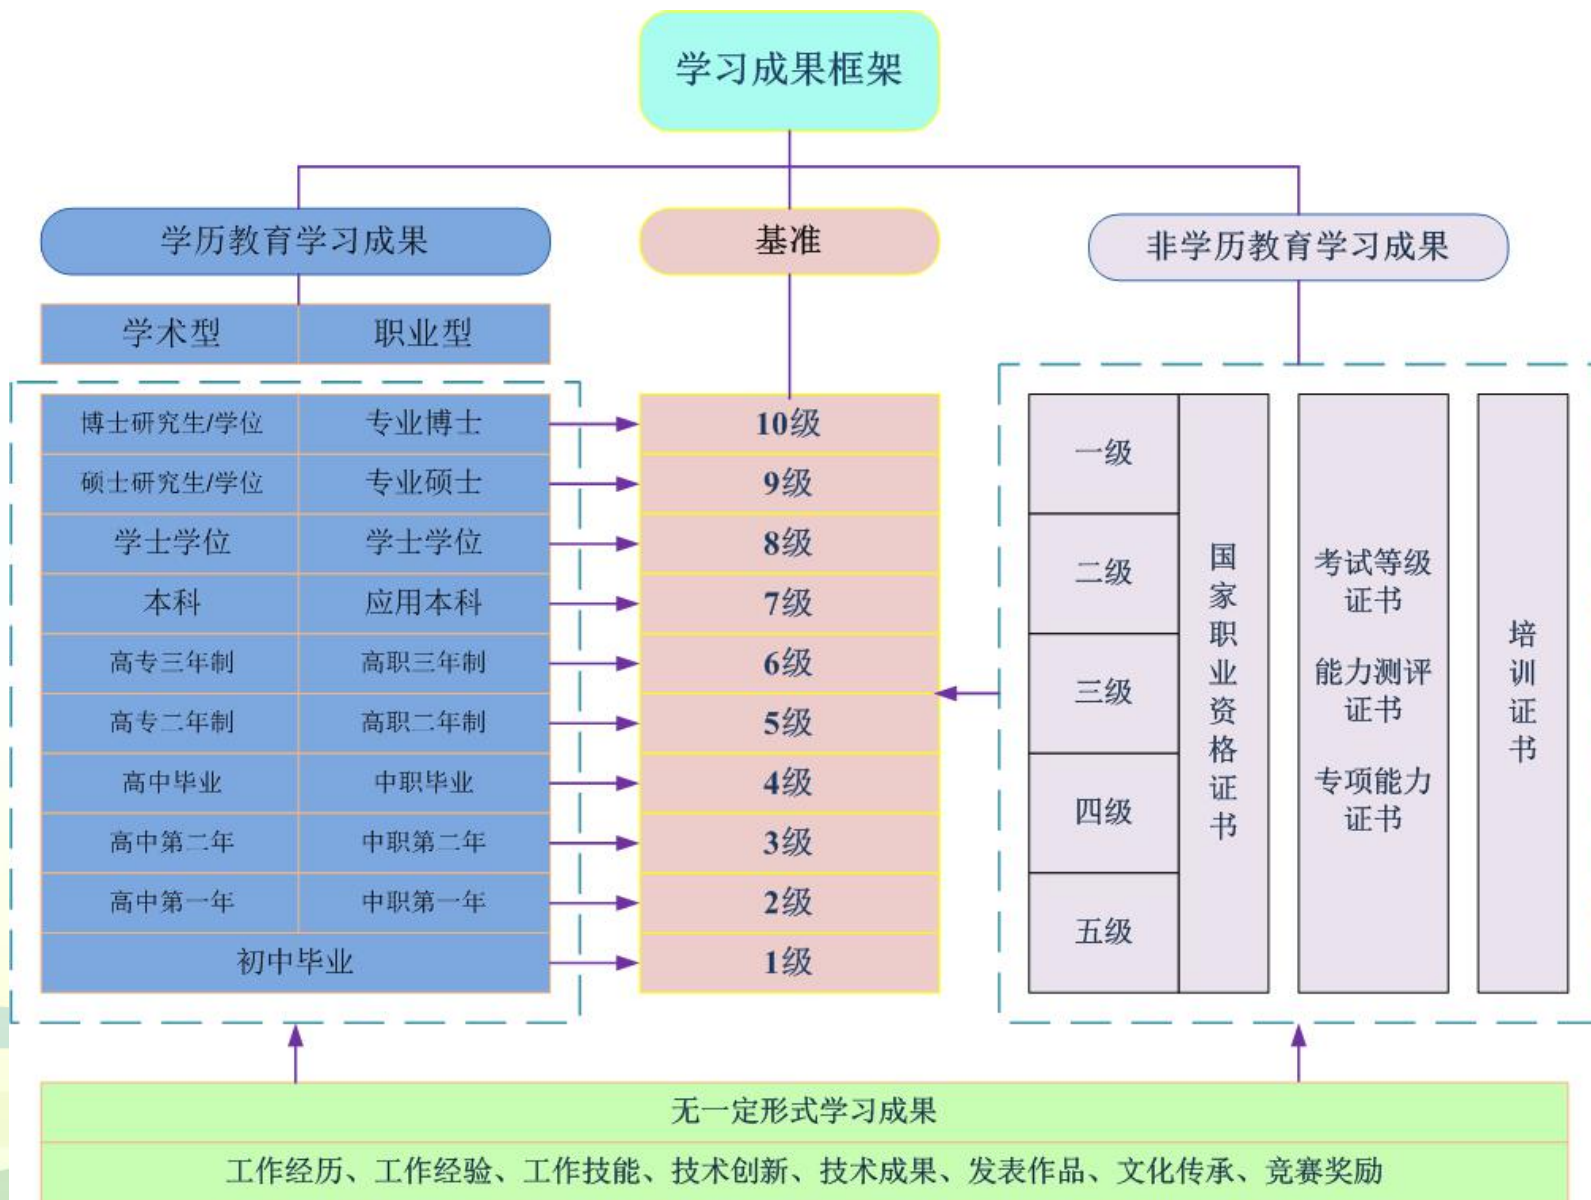 学习成果框架
学历教育学习成果
基准
非学历教育学习成果
学术型
职业型
博士研究生/学位
专业博士
10级
硕士研究生/学位
专业硕士
9级
学士学位
学士学位
8级
本科
应用本科
7级
高专三年制
高职三年制
6级
高专二年制
高职二年制
5级
高中毕业
中职毕业
4级
高中第二年
中职第二年
3级
高中第一年
中职第一年
2级
初中毕业
1级
一级
二级
三级
四级
五级
国家职业资格证书
考试等级
证书
能力测评
证书
专项能力
证书
培训证书
无一定形式学习成果
工作经历、工作经验、工作技能、技术创新、技术成果、发表作品、文化传承、竞赛奖励